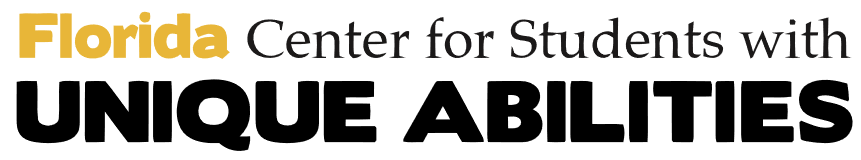 Florida Center for Students with
UNIQUE ABILITIES